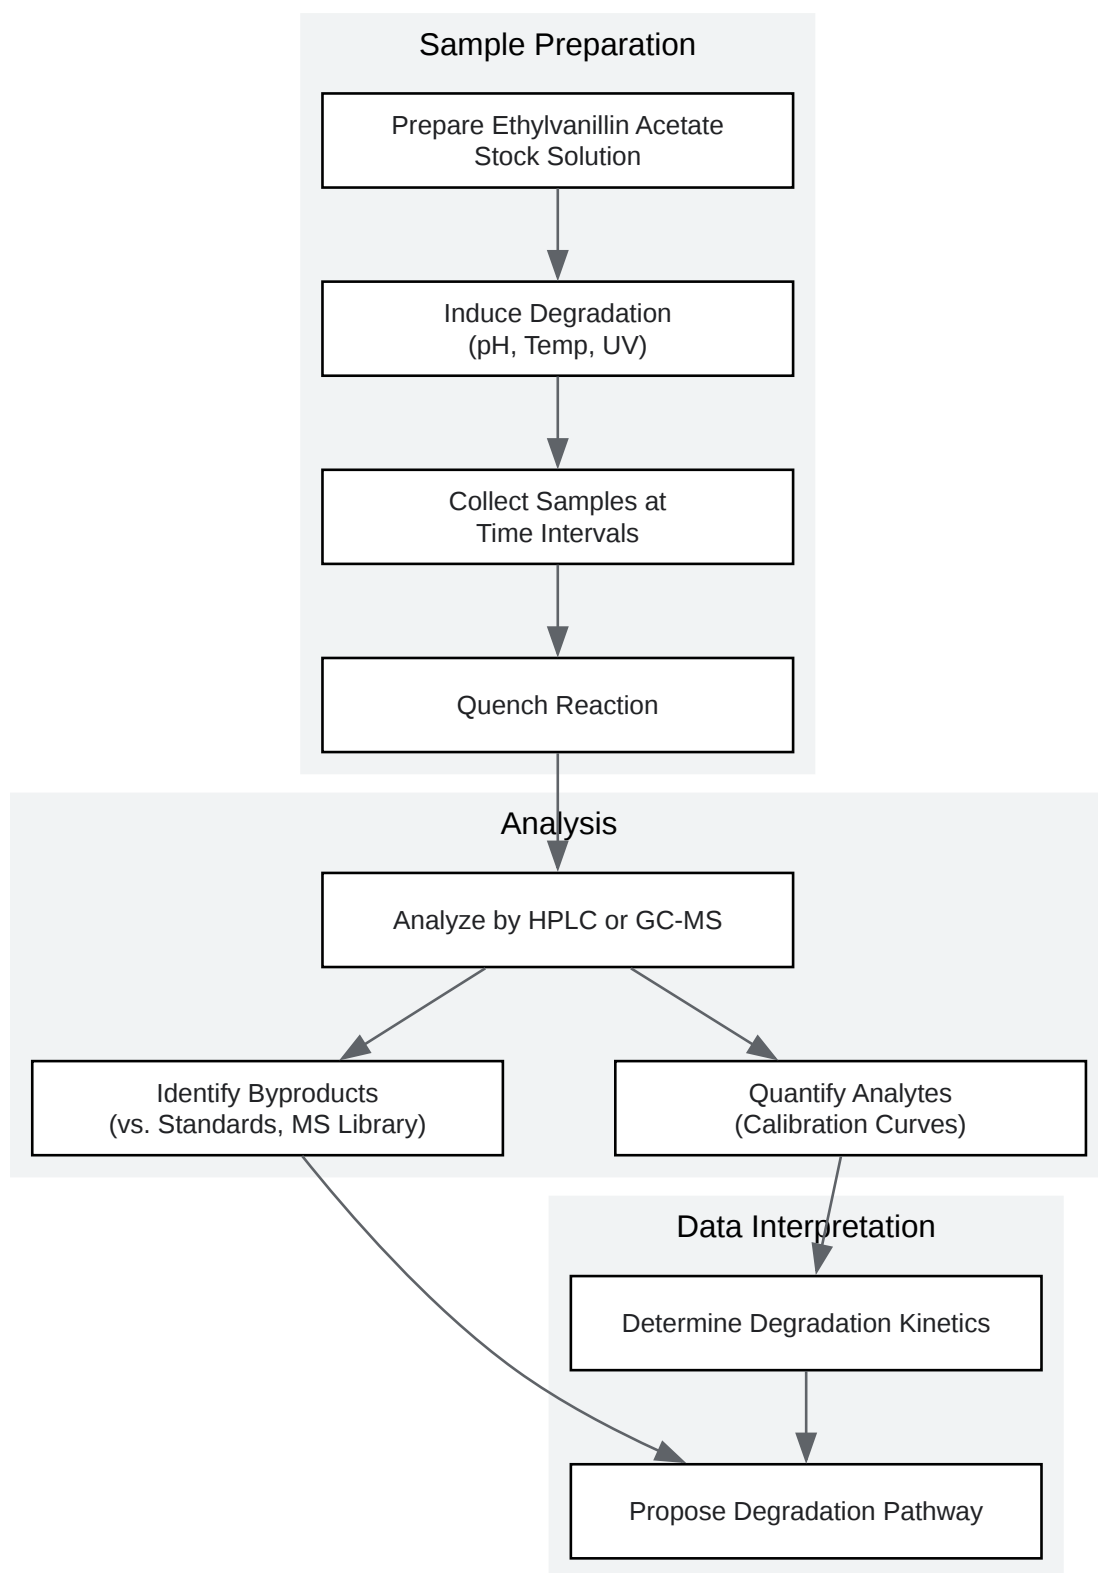 Sample Preparation
Prepare Ethylvanillin Acetate
Stock Solution
Induce Degradation
(pH, Temp, UV)
Collect Samples at
Time Intervals
Quench Reaction
Analysis
Analyze by HPLC or GC-MS
Identify Byproducts
(vs. Standards, MS Library)
Quantify Analytes
(Calibration Curves)
Data Interpretation
Determine Degradation Kinetics
Propose Degradation Pathway